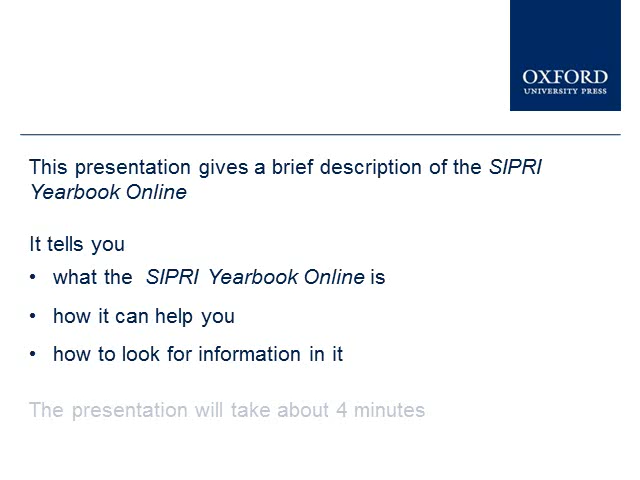 OXFORD
UNIVERSITY PRESS
This presentation gives a brief description of the SIPRI
Yearbook Online
It tells you
• what the SIPRI Yearbook Online is
• how it can help you
• how to look for information in it
The presentation will take about 4 minutes